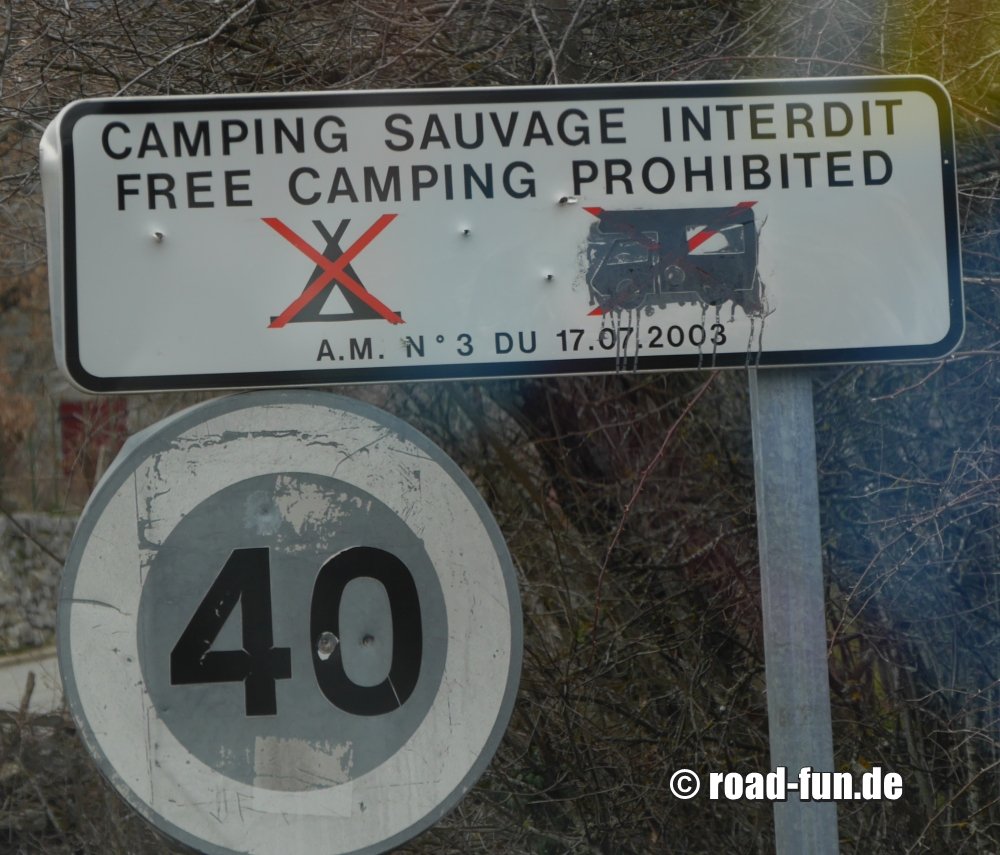 CAMPING SAUVAGE INTERDIT
FREE CAMPING PROHIBITED
A.M. N° 3 DU 17.07.2003
40
© road-fun.de